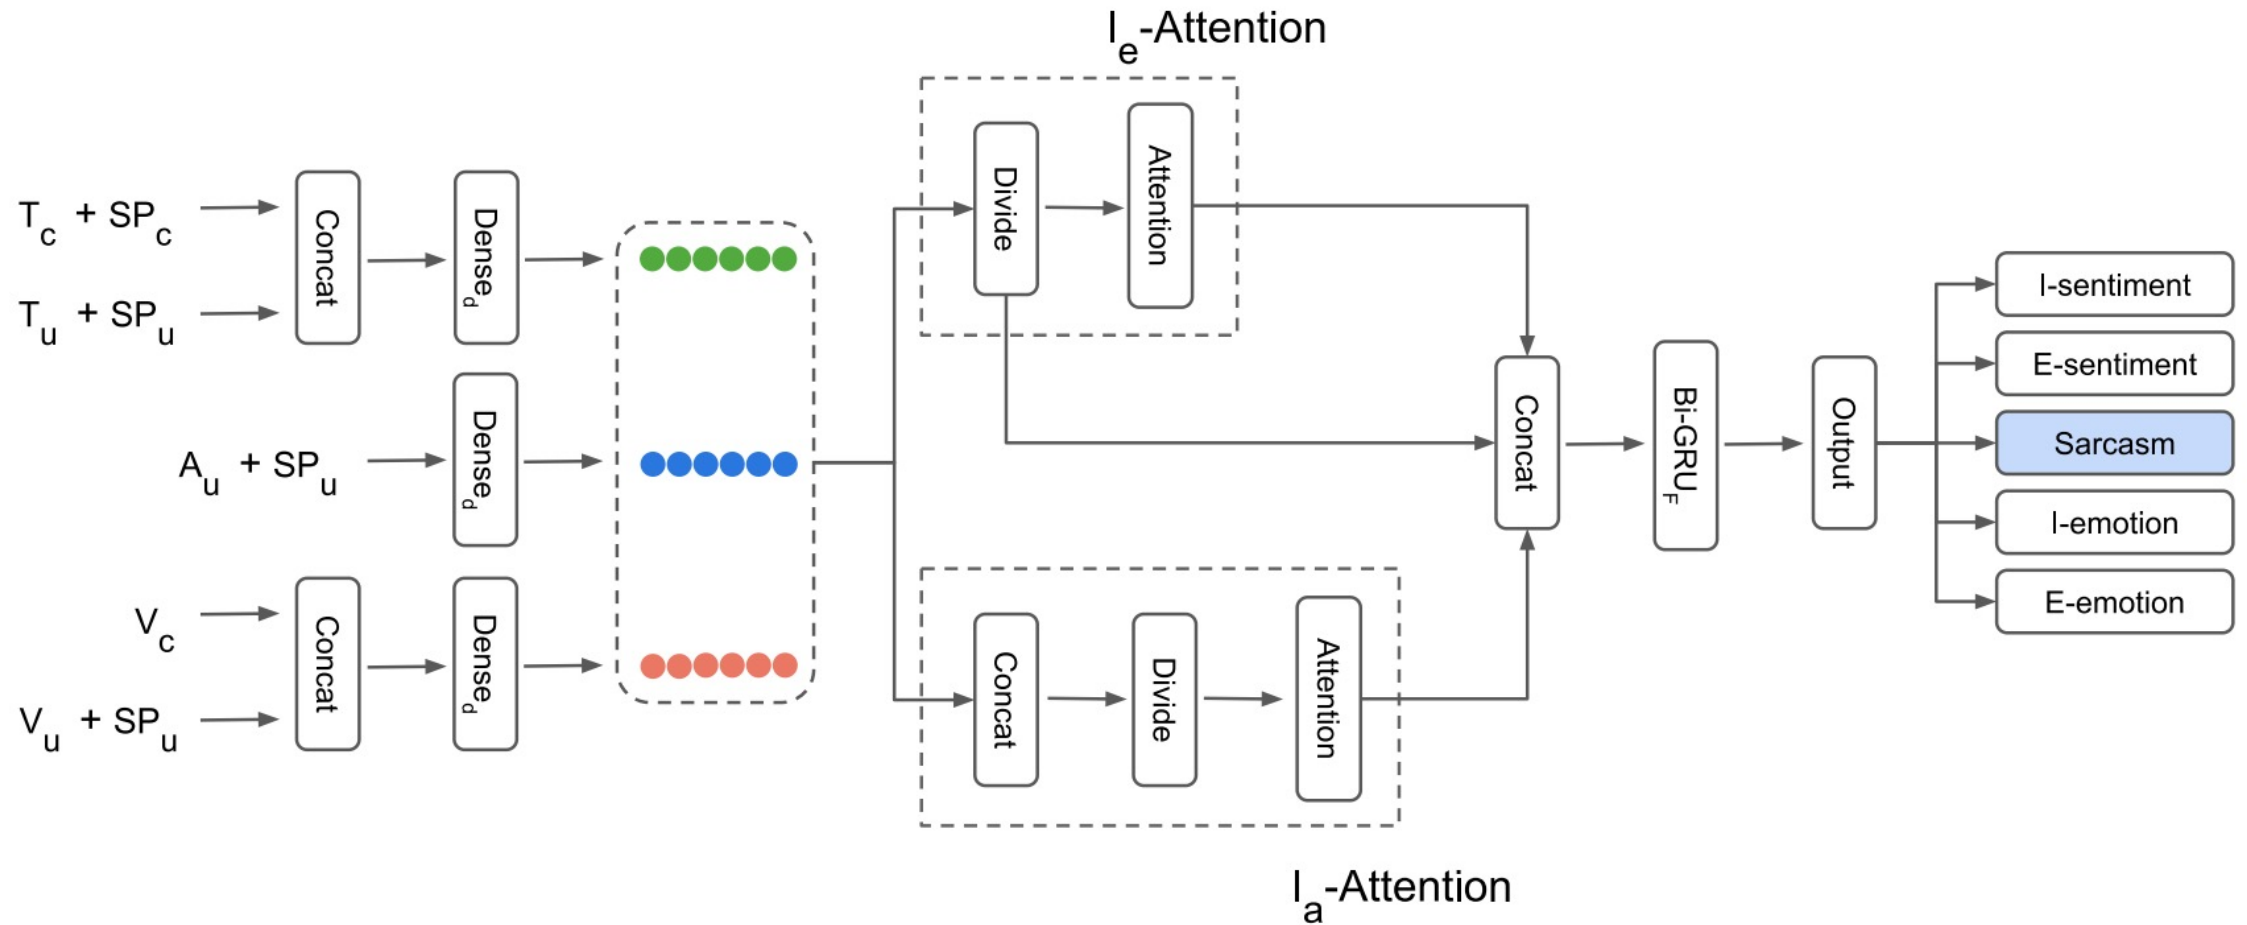 Ie-Attention
Tc + SPc
Tu + SPu
Concat
Densed
Au + SPu
Densed
Vc
Vu + SPu
Concat
Densed
Divide
Attention
Concat
Divide
Attention
Ia-Attention
Concat
Bi-GRUF
Output
I-sentiment
E-sentiment
Sarcasm
I-emotion
E-emotion